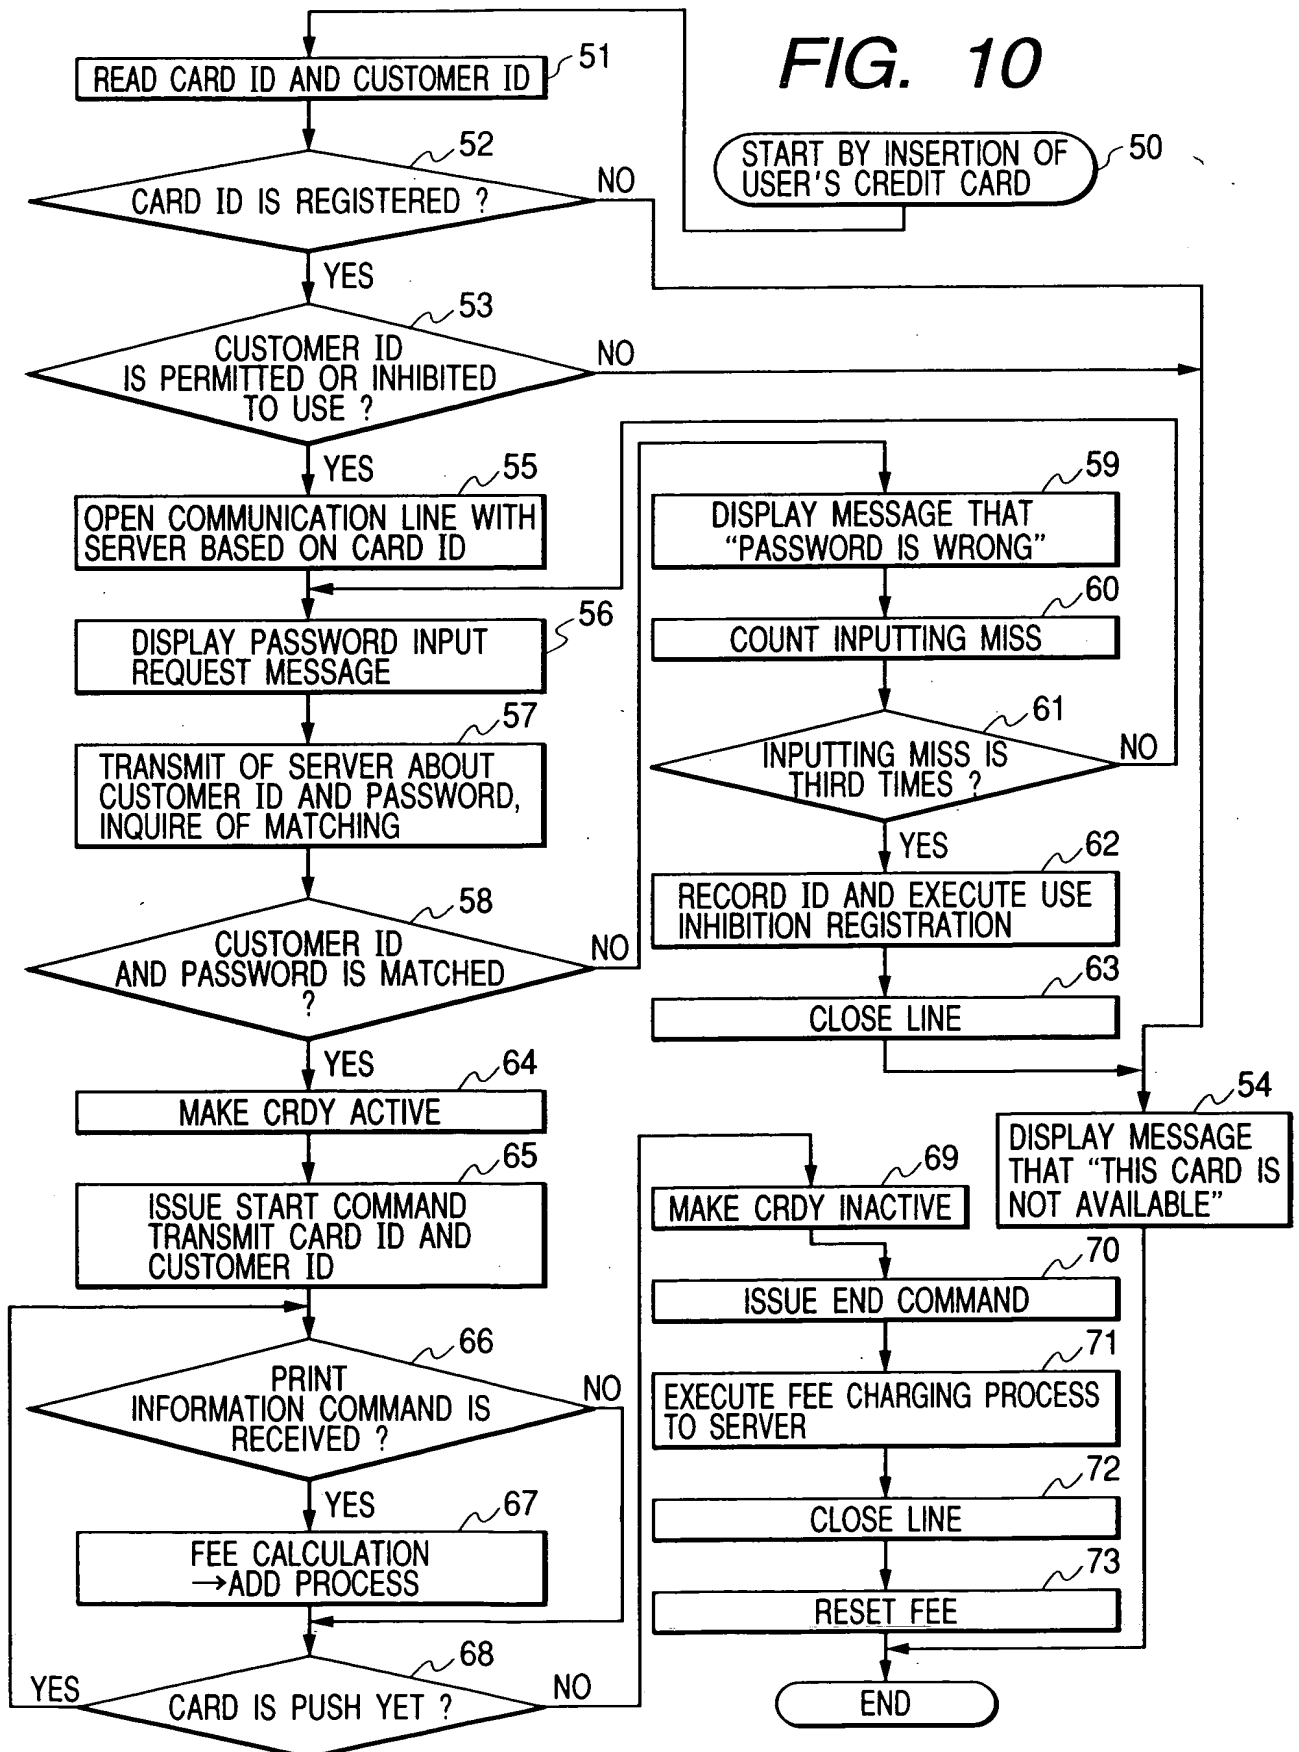 FIG. 10
START BY INSERTION OF
USER'S CREDIT CARD
50
READ CARD ID AND CUSTOMER ID
51
52
CARD ID IS REGISTERED ?
NO
YES
53
CUSTOMER ID
IS PERMITTED OR INHIBITED
TO USE ?
NO
YES
55
OPEN COMMUNICATION LINE WITH
SERVER BASED ON CARD ID
56
DISPLAY PASSWORD INPUT
REQUEST MESSAGE
57
TRANSMIT OF SERVER ABOUT
CUSTOMER ID AND PASSWORD,
INQUIRE OF MATCHING
58
CUSTOMER ID
AND PASSWORD IS MATCHED
?
NO
YES
59
DISPLAY MESSAGE THAT
“PASSWORD IS WRONG”
60
COUNT INPUTTING MISS
61
INPUTTING MISS IS
THIRD TIMES ?
NO
YES
62
RECORD ID AND EXECUTE USE
INHIBITION REGISTRATION
63
CLOSE LINE
54
DISPLAY MESSAGE
THAT “THIS CARD IS
NOT AVAILABLE”
64
MAKE CRDY ACTIVE
65
ISSUE START COMMAND
TRANSMIT CARD ID AND
CUSTOMER ID
66
PRINT
INFORMATION COMMAND IS
RECEIVED ?
NO
YES
67
FEE CALCULATION
→ADD PROCESS
68
CARD IS PUSH YET ?
YES
NO
69
MAKE CRDY INACTIVE
70
ISSUE END COMMAND
71
EXECUTE FEE CHARGING PROCESS
TO SERVER
72
CLOSE LINE
73
RESET FEE
END